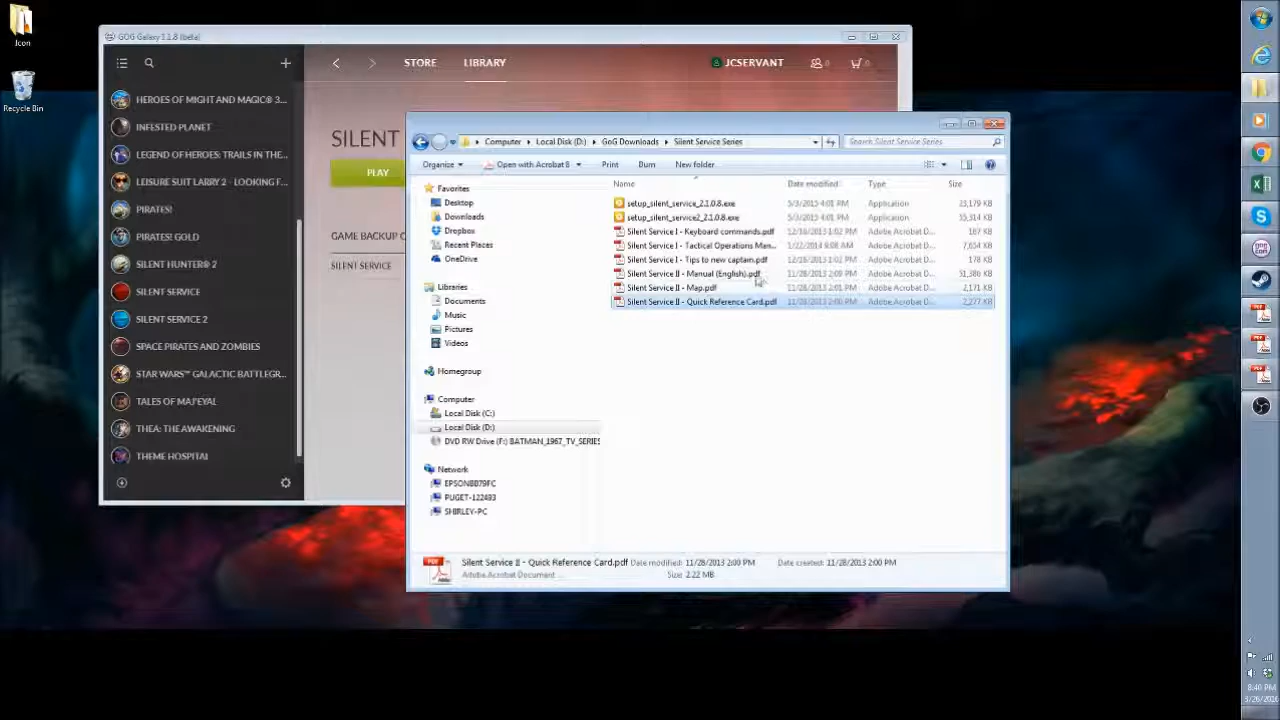 Jcon
Recycle Bin
GOG Galaxy 1.1.8 (beta)
STORE
LIBRARY
JCSERVANT
0
0
HEROES OF MIGHT AND MAGIC® 3...
INFESTED PLANET
LEGEND OF HEROES: TRAILS IN THE...
LEISURE SUIT LARRY 2 - LOOKING F...
PIRATES!
PIRATES! GOLD
SILENT HUNTER® 2
SILENT SERVICE
SILENT SERVICE 2
SPACE PIRATES AND ZOMBIES
STAR WARS™ GALACTIC BATTLEGR...
TALES OF MAJ'EYAL
THEA: THE AWAKENING
THEME HOSPITAL
SILENT
PLAY
GAME BACKUP C
SILENT SERVICE
Computer
Local Disk (D:)
GoG Downloads
Silent Service Series
Search Silent Service Series
Organize
Open with Acrobat 8
Print
Burn
New folder
Favorites
Desktop
Downloads
Dropbox
Recent Places
OneDrive
Libraries
Documents
Music
Pictures
Videos
Homegroup
Computer
Local Disk (C:)
Local Disk (D:)
DVD RW Drive (F:) BATMAN_1967_TV_SERIES
Network
EPSON8B79FC
PUGET-122483
SHIRLEY-PC
Name Date modified Type Size
setup_silent_service_2.1.0.8.exe 5/3/2015 4:01 PM Application 23,179 KB
setup_silent_service2_2.1.0.8.exe 5/3/2015 4:01 PM Application 55,314 KB
Silent Service I - Keyboard commands.pdf 1:02 PM Adobe Acrobat D... 167 KB
Silent Service I - Tactical Operations Man... 1/22/2014 9:08 AM Adobe Acrobat D... 7,654 KB
Silent Service I - Tips to new captain.pdf 1:02 PM Adobe Acrobat D... 178 KB
Silent Service II - Manual (English).pdf 11/28/2013 2:09 PM Adobe Acrobat D... 51,380 KB
Silent Service II - Map.pdf 11/28/2013 2:01 PM Adobe Acrobat D... 2,171 KB
Silent Service II - Quick Reference Card.pdf 11/28/2013 2:00 PM Adobe Acrobat D... 2,277 KB
Silent Service II - Quick Reference Card.pdf Date modified: 11/28/2013 2:00 PM Date created: 11/28/2013 2:00 PM
Adobe Acrobat Document Size: 2.22 MB
8:40 PM